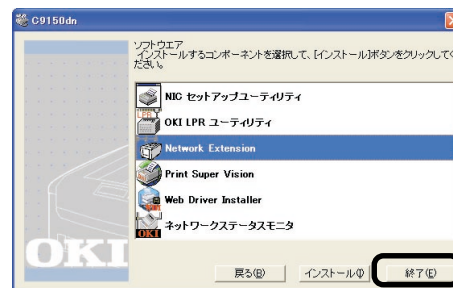 C9150dn
ソフトウエア
インストールするコンポーネントを選択して、[インストール]ボタンをクリックしてく
ださい。
NIC セットアップユーティリティ
OKI LPR ユーティリティ
Network Extension
Print Super Vision
Web Driver Installer
ネットワークステータスモニタ
OKI
戻る(B)
インストール(I)
終了(E)